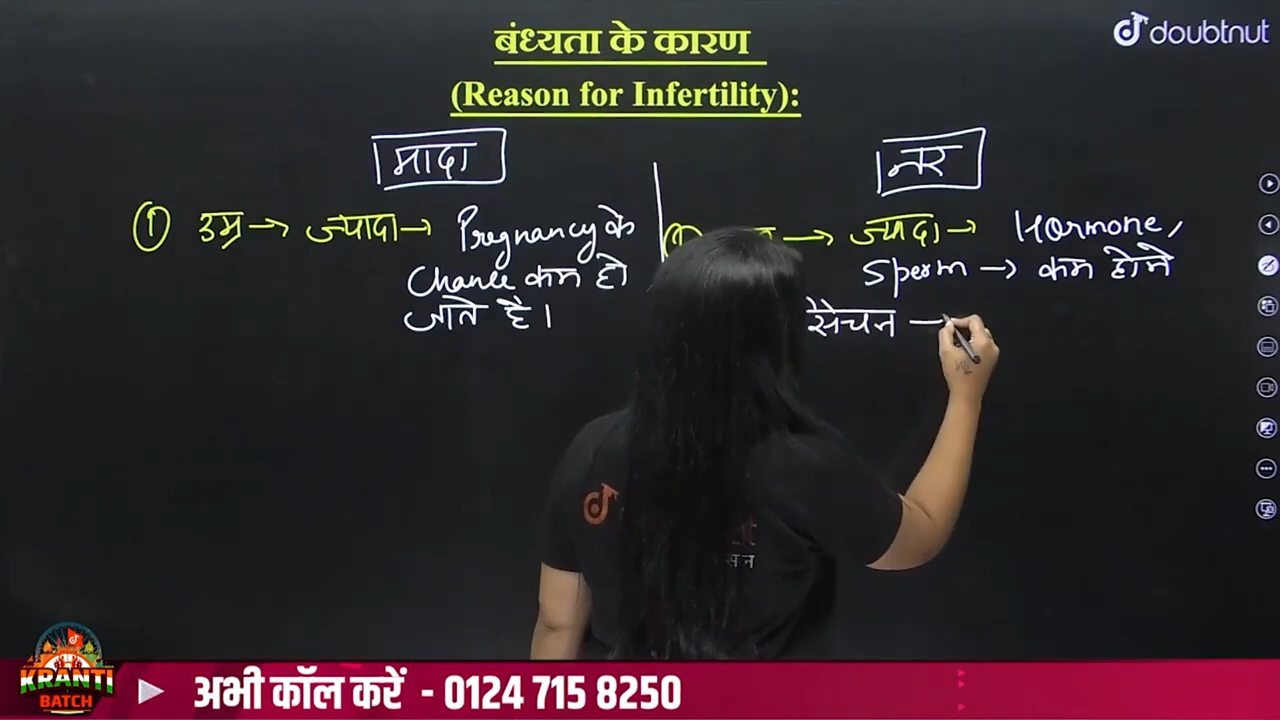 बंध्यता के कारण
(Reason for Infertility):
doubtnut
मादा
नर
① उम्र → ज्यादा → Pregnancy के
Chance कम हो
जाते है।
→ ज्यादा → Hormone,
Sperm → कम होने
सैचन →
KRANTI
BATCH
अभी कॉल करें - 0124 715 8250